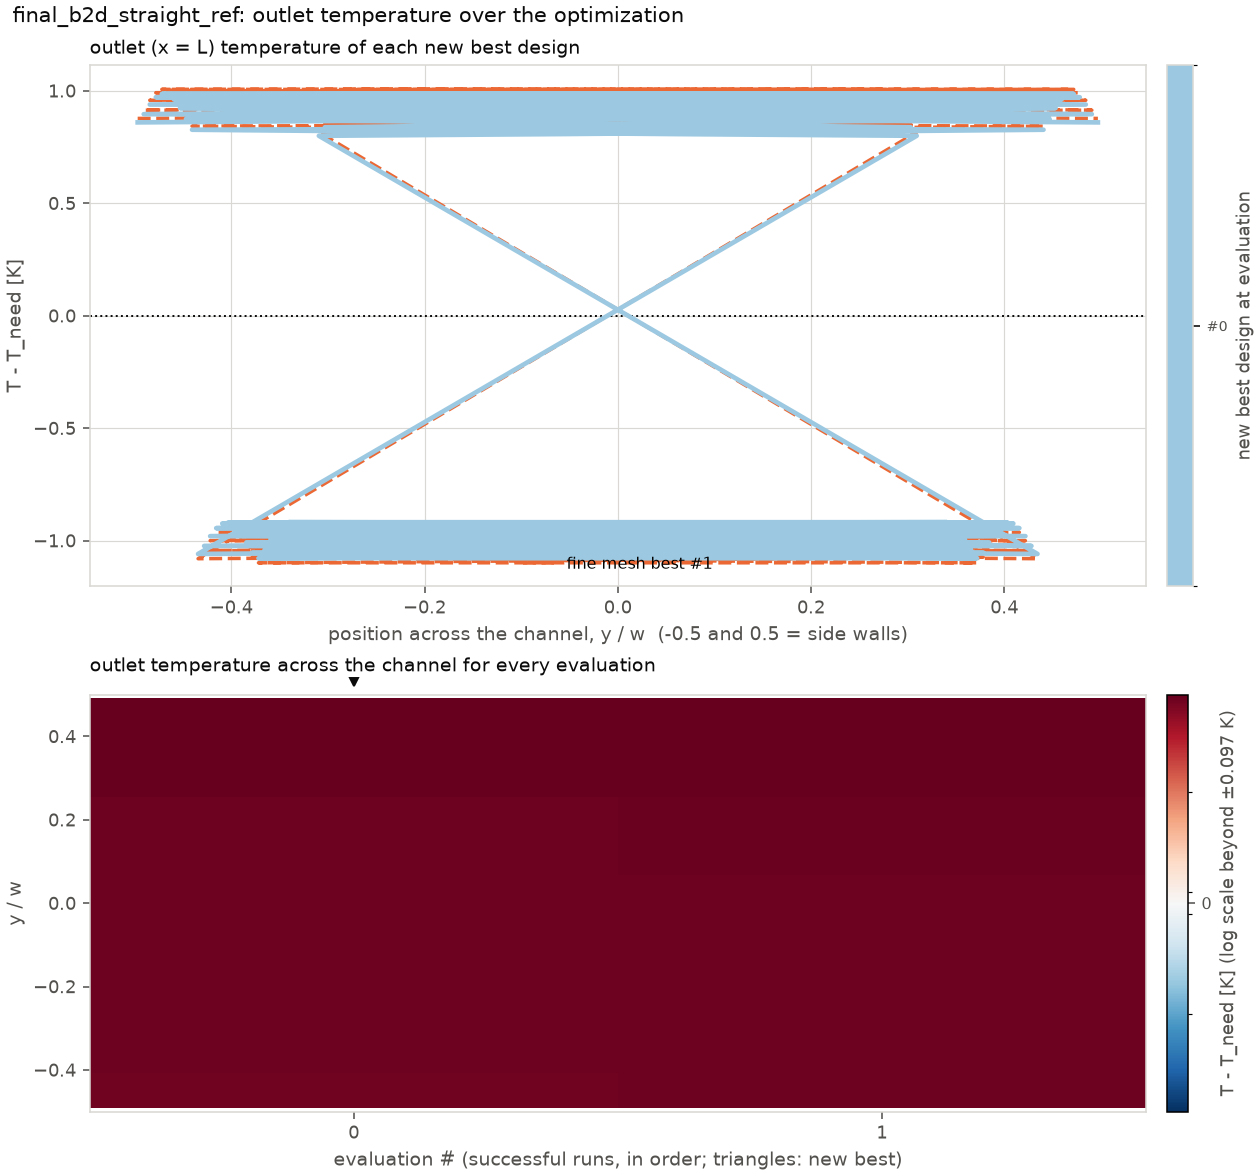 final_b2d_straight_ref: outlet temperature over the optimization
outlet (x = L) temperature of each new best design
1.0
0.5
0.0
−0.5
−1.0
T - T_need [K]
fine mesh best #1
−0.4
−0.2
0.0
0.2
0.4
position across the channel, y / w  (-0.5 and 0.5 = side walls)
#0
new best design at evaluation
outlet temperature across the channel for every evaluation
0.4
0.2
0.0
−0.2
−0.4
y / w
0
1
evaluation # (successful runs, in order; triangles: new best)
0
T - T_need [K] (log scale beyond ±0.097 K)